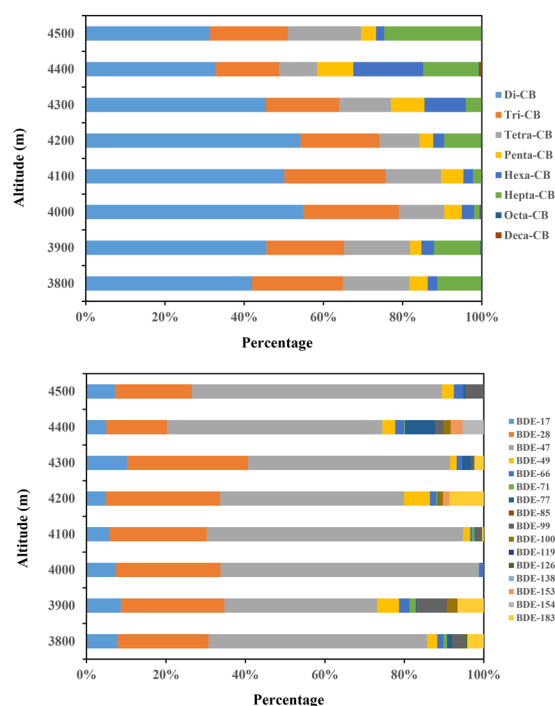 4500
4400
4300
4200
4100
4000
3900
3800
Altitude (m)
0% 20% 40% 60% 80% 100%
Percentage
Di-CB
Tri-CB
Tetra-CB
Penta-CB
Hexa-CB
Hepta-CB
Octa-CB
Deca-CB
4500
4400
4300
4200
4100
4000
3900
3800
Altitude (m)
0% 20% 40% 60% 80% 100%
Percentage
BDE-17
BDE-28
BDE-47
BDE-49
BDE-66
BDE-71
BDE-77
BDE-85
BDE-99
BDE-100
BDE-119
BDE-126
BDE-138
BDE-153
BDE-154
BDE-183